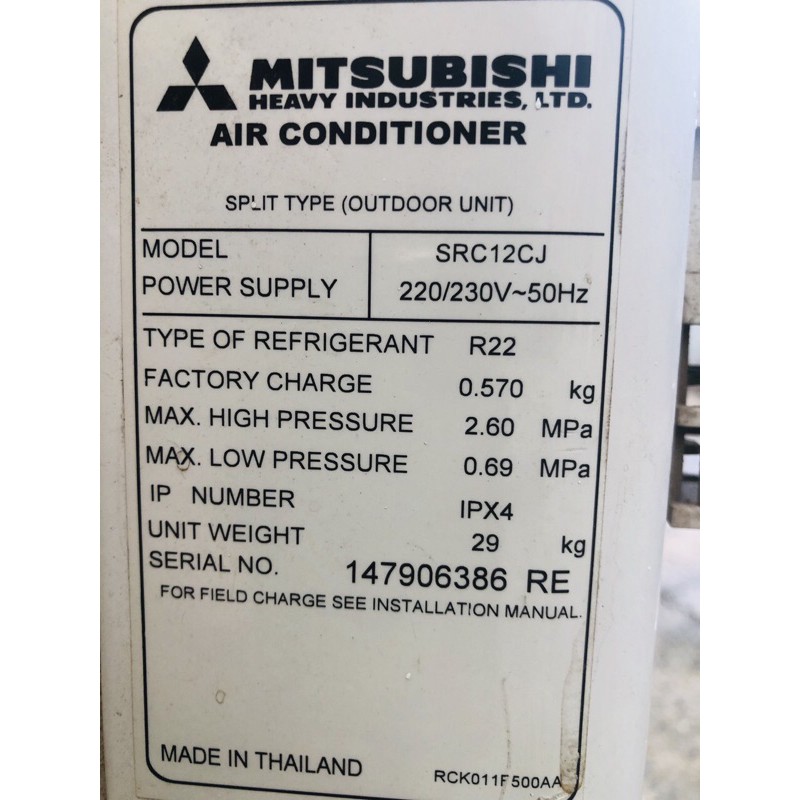 MITSUBISHI
HEAVY INDUSTRIES, LTD.
AIR CONDITIONER
SPLIT TYPE (OUTDOOR UNIT)
MODEL SRC12CJ
POWER SUPPLY 220/230V~50Hz
TYPE OF REFRIGERANT R22
FACTORY CHARGE 0.570 kg
MAX. HIGH PRESSURE 2.60 MPa
MAX. LOW PRESSURE 0.69 MPa
IP NUMBER IPX4
UNIT WEIGHT 29 kg
SERIAL NO. 147906386 RE
FOR FIELD CHARGE SEE INSTALLATION MANUAL.
MADE IN THAILAND